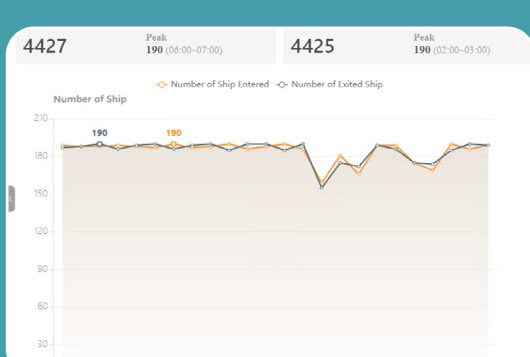 4427
Peak
190 (06:00–07:00)
4425
Peak
190 (02:00–03:00)
Number of Ship Entered
Number of Exited Ship
Number of Ship
210
190
190
180
150
120
90
60
30